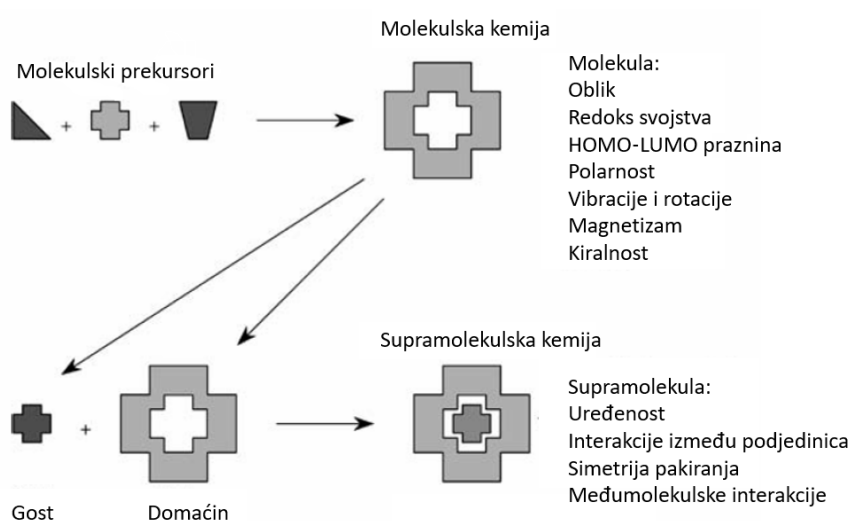 Molekulska kemija
Molekulski prekursori
+ +
Molekula:
Oblik
Redoks svojstva
HOMO-LUMO praznina
Polarnost
Vibracije i rotacije
Magnetizam
Kiralnost
Supramolekulska kemija
+
Supramolekula:
Uređenost
Interakcije između podjedinica
Simetrija pakiranja
Međumolekulske interakcije
Gost
Domaćin